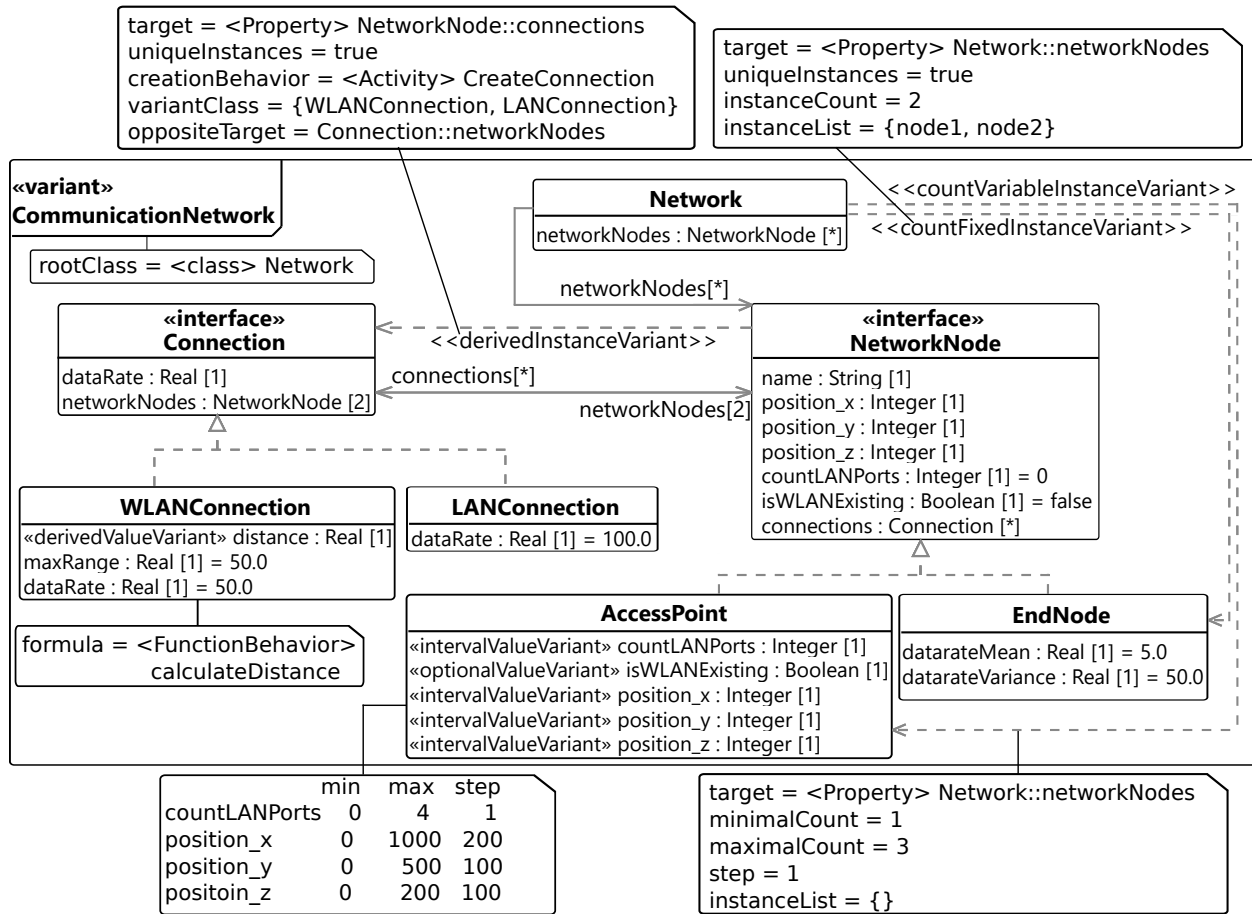 target = <Property> NetworkNode::connections
uniqueInstances = true
creationBehavior = <Activity> CreateConnection
variantClass = {WLANConnection, LANConnection}
oppositeTarget = Connection::networkNodes
target = <Property> Network::networkNodes
uniqueInstances = true
instanceCount = 2
instanceList = {node1, node2}
«variant»
CommunicationNetwork
rootClass = <class> Network
Network
networkNodes : NetworkNode [*]
<<countVariableInstanceVariant>>
<<countFixedInstanceVariant>>
networkNodes[*]
«interface»
Connection
dataRate : Real [1]
networkNodes : NetworkNode [2]
<<derivedInstanceVariant>>
connections[*]
networkNodes[2]
«interface»
NetworkNode
name : String [1]
position_x : Integer [1]
position_y : Integer [1]
position_z : Integer [1]
countLANPorts : Integer [1] = 0
isWLANExisting : Boolean [1] = false
connections : Connection [*]
WLANConnection
«derivedValueVariant» distance : Real [1]
maxRange : Real [1] = 50.0
dataRate : Real [1] = 50.0
LANConnection
dataRate : Real [1] = 100.0
formula = <FunctionBehavior>
calculateDistance
AccessPoint
«intervalValueVariant» countLANPorts : Integer [1]
«optionalValueVariant» isWLANExisting : Boolean [1]
«intervalValueVariant» position_x : Integer [1]
«intervalValueVariant» position_y : Integer [1]
«intervalValueVariant» position_z : Integer [1]
EndNode
datarateMean : Real [1] = 5.0
datarateVariance : Real [1] = 50.0
min max step
countLANPorts 0 4 1
position_x 0 1000 200
position_y 0 500 100
positoin_z 0 200 100
target = <Property> Network::networkNodes
minimalCount = 1
maximalCount = 3
step = 1
instanceList = {}